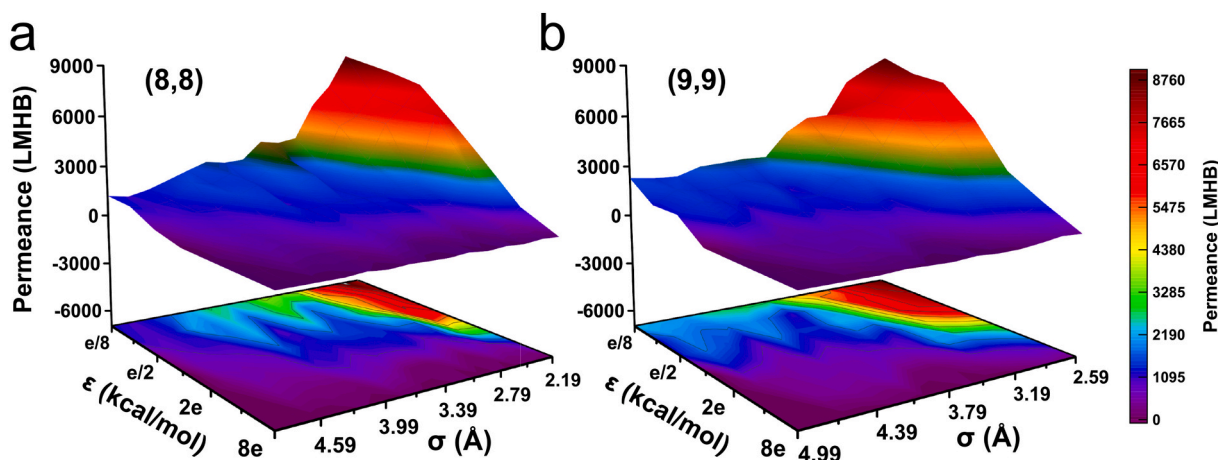 a
(8,8)
Permeance (LMHB)
9000
6000
3000
0
-3000
-6000
e/8
e/2
2e
8e
ε (kcal/mol)
4.59
3.99
3.39
2.79
2.19
σ (Å)
b
(9,9)
9000
6000
3000
0
-3000
-6000
e/8
e/2
2e
8e
ε (kcal/mol)
4.99
4.39
3.79
3.19
2.59
σ (Å)
8760
7665
6570
5475
4380
3285
2190
1095
0
Permeance (LMHB)